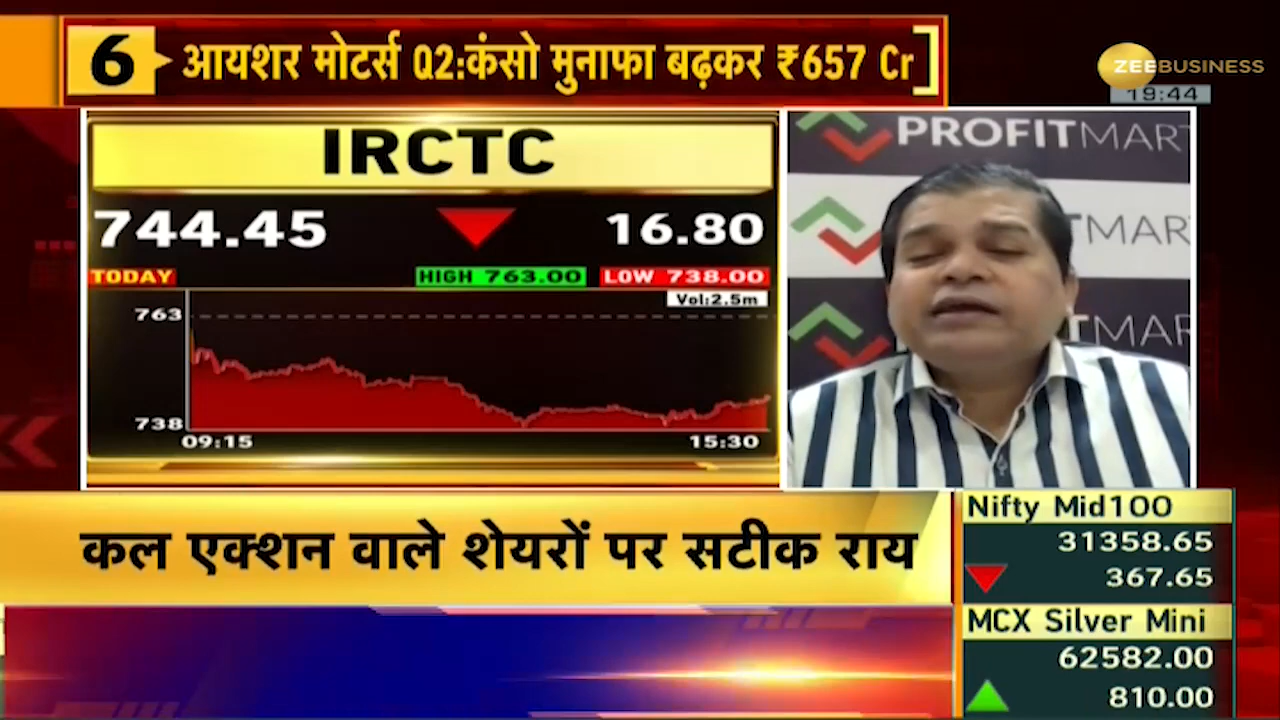 6
आयशर मोटर्स Q2:कंसो मुनाफा बढ़कर ₹657 Cr
ZEEBUSINESS
19:44
IRCTC
744.45
16.80
TODAY
HIGH 763.00
LOW 738.00
Vol:2.5m
763
738
09:15
15:30
PROFITMART
TMAR
TMAR
कल एक्शन वाले शेयरों पर सटीक राय
Nifty Mid100
31358.65
367.65
MCX Silver Mini
62582.00
810.00